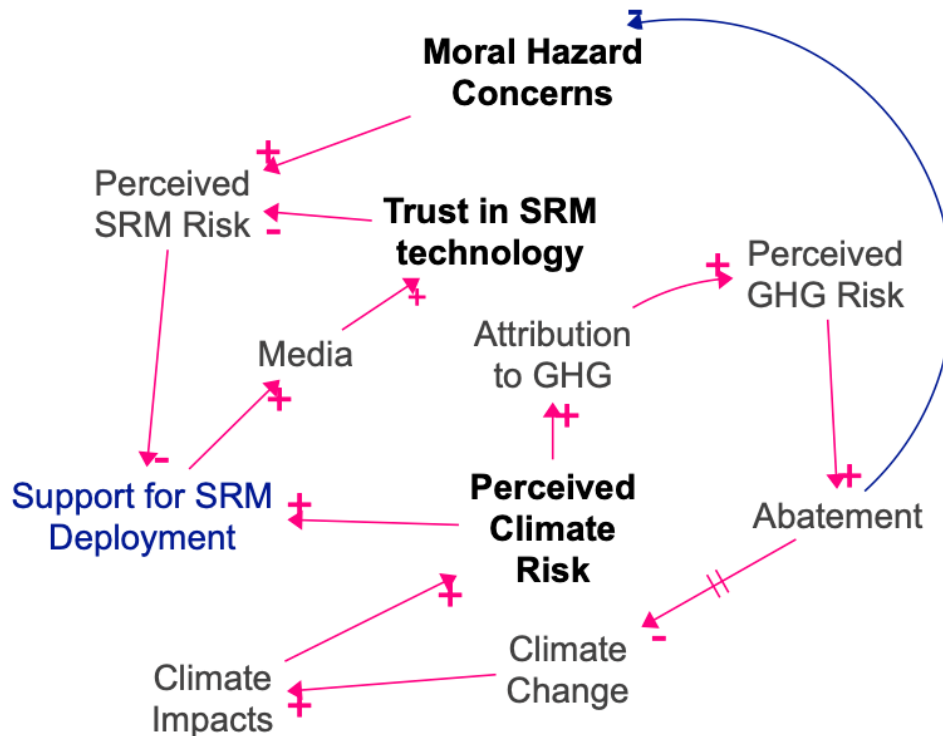 Moral Hazard
Concerns
-
+
Perceived
SRM Risk
-
Trust in SRM
technology
+
Perceived
GHG Risk
+
Media
+
Attribution
to GHG
+
-
Support for SRM
Deployment
+
Perceived
Climate
Risk
+
Abatement
+
-
Climate
Change
Climate
Impacts
+